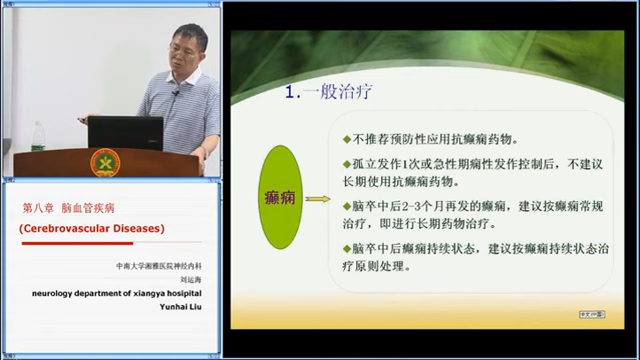 第八章 脑血管疾病
(Cerebrovascular Diseases)
中南大学湘雅医院神经内科
刘运海
neurology department of xiangya hosipital
Yunhai Liu
1.一般治疗
癫痫
不推荐预防性应用抗癫痫药物。
孤立发作1次或急性期痫性发作控制后，不建议
长期使用抗癫痫药物。
脑卒中后2-3个月再发的癫痫，建议按癫痫常规
治疗，即进行长期药物治疗。
脑卒中后癫痫持续状态，建议按癫痫持续状态治
疗原则处理。